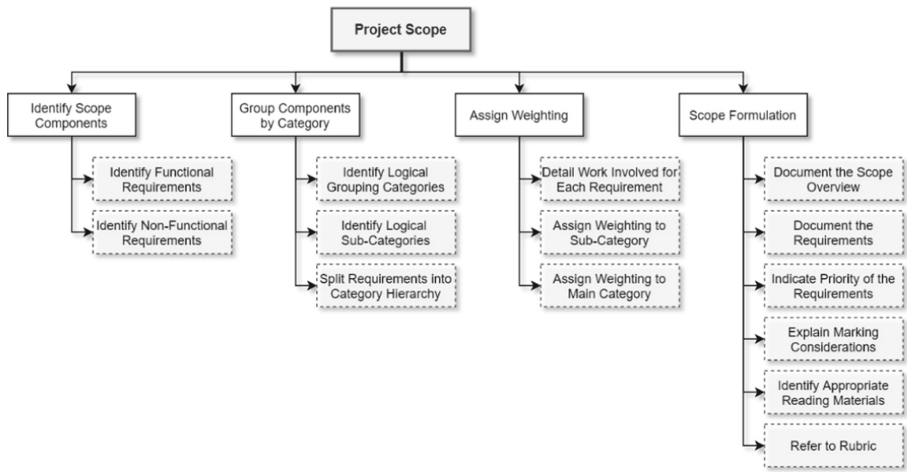 Project Scope
Identify Scope
Components
Group Components
by Category
Assign Weighting
Scope Formulation
Identify Functional
Requirements
Identify Non-Functional
Requirements
Identify Logical
Grouping Categories
Identify Logical
Sub-Categories
Split Requirements into
Category Hierarchy
Detail Work Involved for
Each Requirement
Assign Weighting to
Sub-Category
Assign Weighting to
Main Category
Document the Scope
Overview
Document the
Requirements
Indicate Priority of the
Requirements
Explain Marking
Considerations
Identify Appropriate
Reading Materials
Refer to Rubric